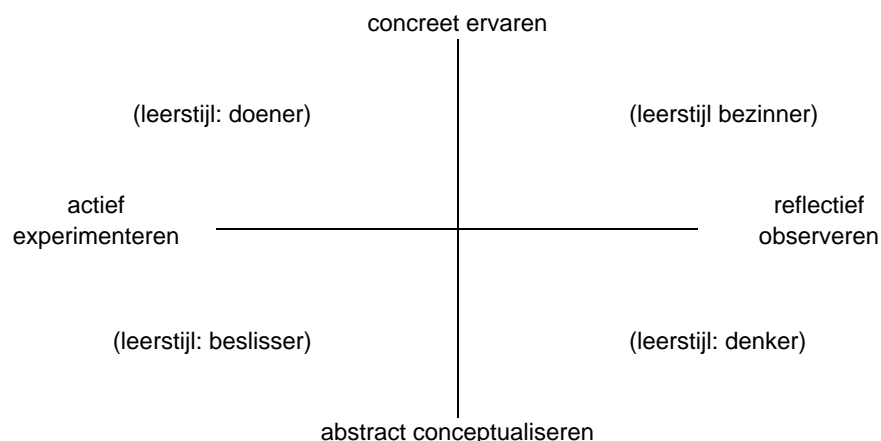 concreet ervaren
(leerstijl: doener)
(leerstijl bezinner)
actief
experimenteren
reflectief
observeren
(leerstijl: beslisser)
(leerstijl: denker)
abstract conceptualiseren